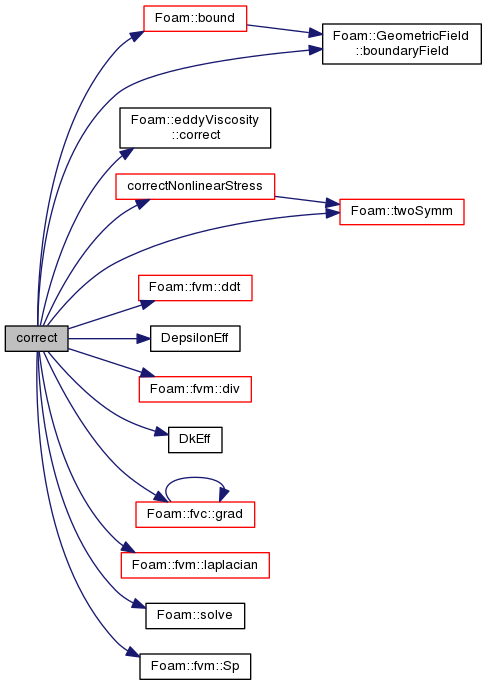 Foam::bound
Foam::GeometricField
::boundaryField
Foam::eddyViscosity
::correct
correctNonlinearStress
Foam::twoSymm
Foam::fvm::ddt
correct
DepsilonEff
Foam::fvm::div
DkEff
Foam::fvc::grad
Foam::fvm::laplacian
Foam::solve
Foam::fvm::Sp